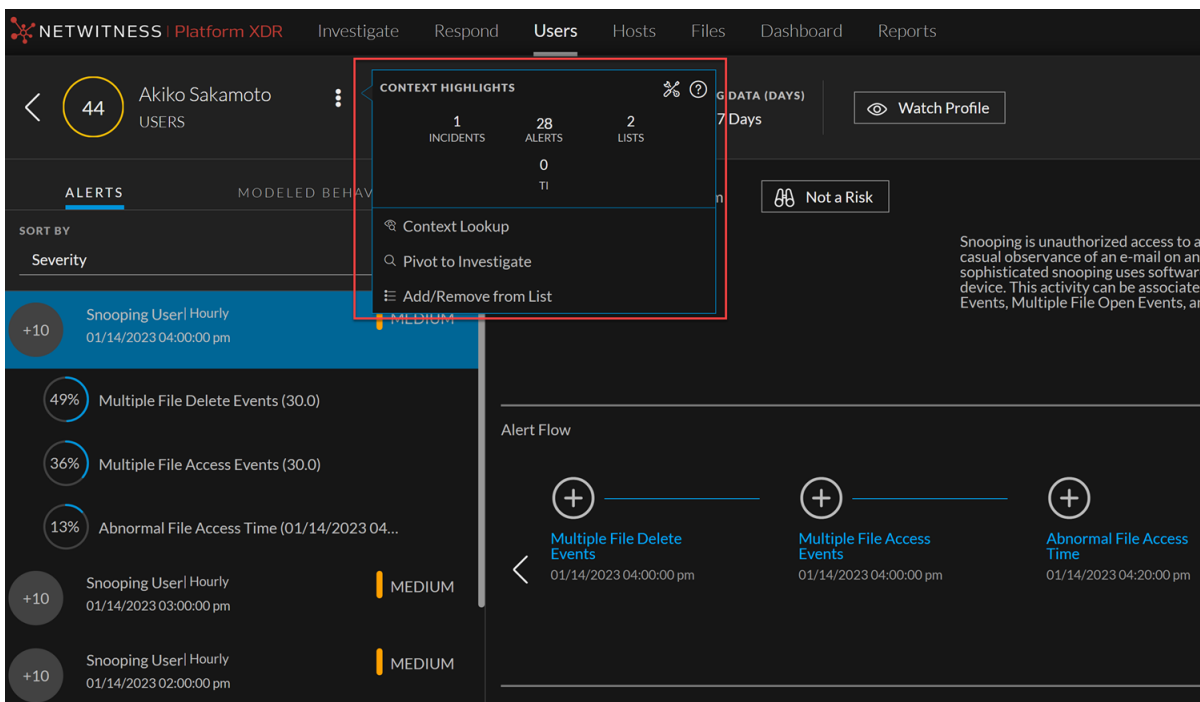 NETWITNESS | Platform XDR Investigate Respond Users Hosts Files Dashboard Reports
44
Akiko Sakamoto
USERS
CONTEXT HIGHLIGHTS
1
INCIDENTS
28
ALERTS
2
LISTS
0
TI
Context Lookup
Pivot to Investigate
Add/Remove from List
DATA (DAYS)
7 Days
Watch Profile
ALERTS
MODELED
Not a Risk
SORT BY
Severity
+10
Snooping User| Hourly
01/14/2023 04:00:00 pm
MEDIUM
49%
Multiple File Delete Events (30.0)
36%
Multiple File Access Events (30.0)
13%
Abnormal File Access Time (01/14/2023 04...
+10
Snooping User| Hourly
01/14/2023 03:00:00 pm
MEDIUM
+10
Snooping User| Hourly
01/14/2023 02:00:00 pm
MEDIUM
Snooping is unauthorized access to a
casual observance of an e-mail on an
sophisticated snooping uses softwar
device. This activity can be associate
Events, Multiple File Open Events, a
Alert Flow
Multiple File Delete
Events
01/14/2023 04:00:00 pm
Multiple File Access
Events
01/14/2023 04:00:00 pm
Abnormal File Access
Time
01/14/2023 04:20:00 pm